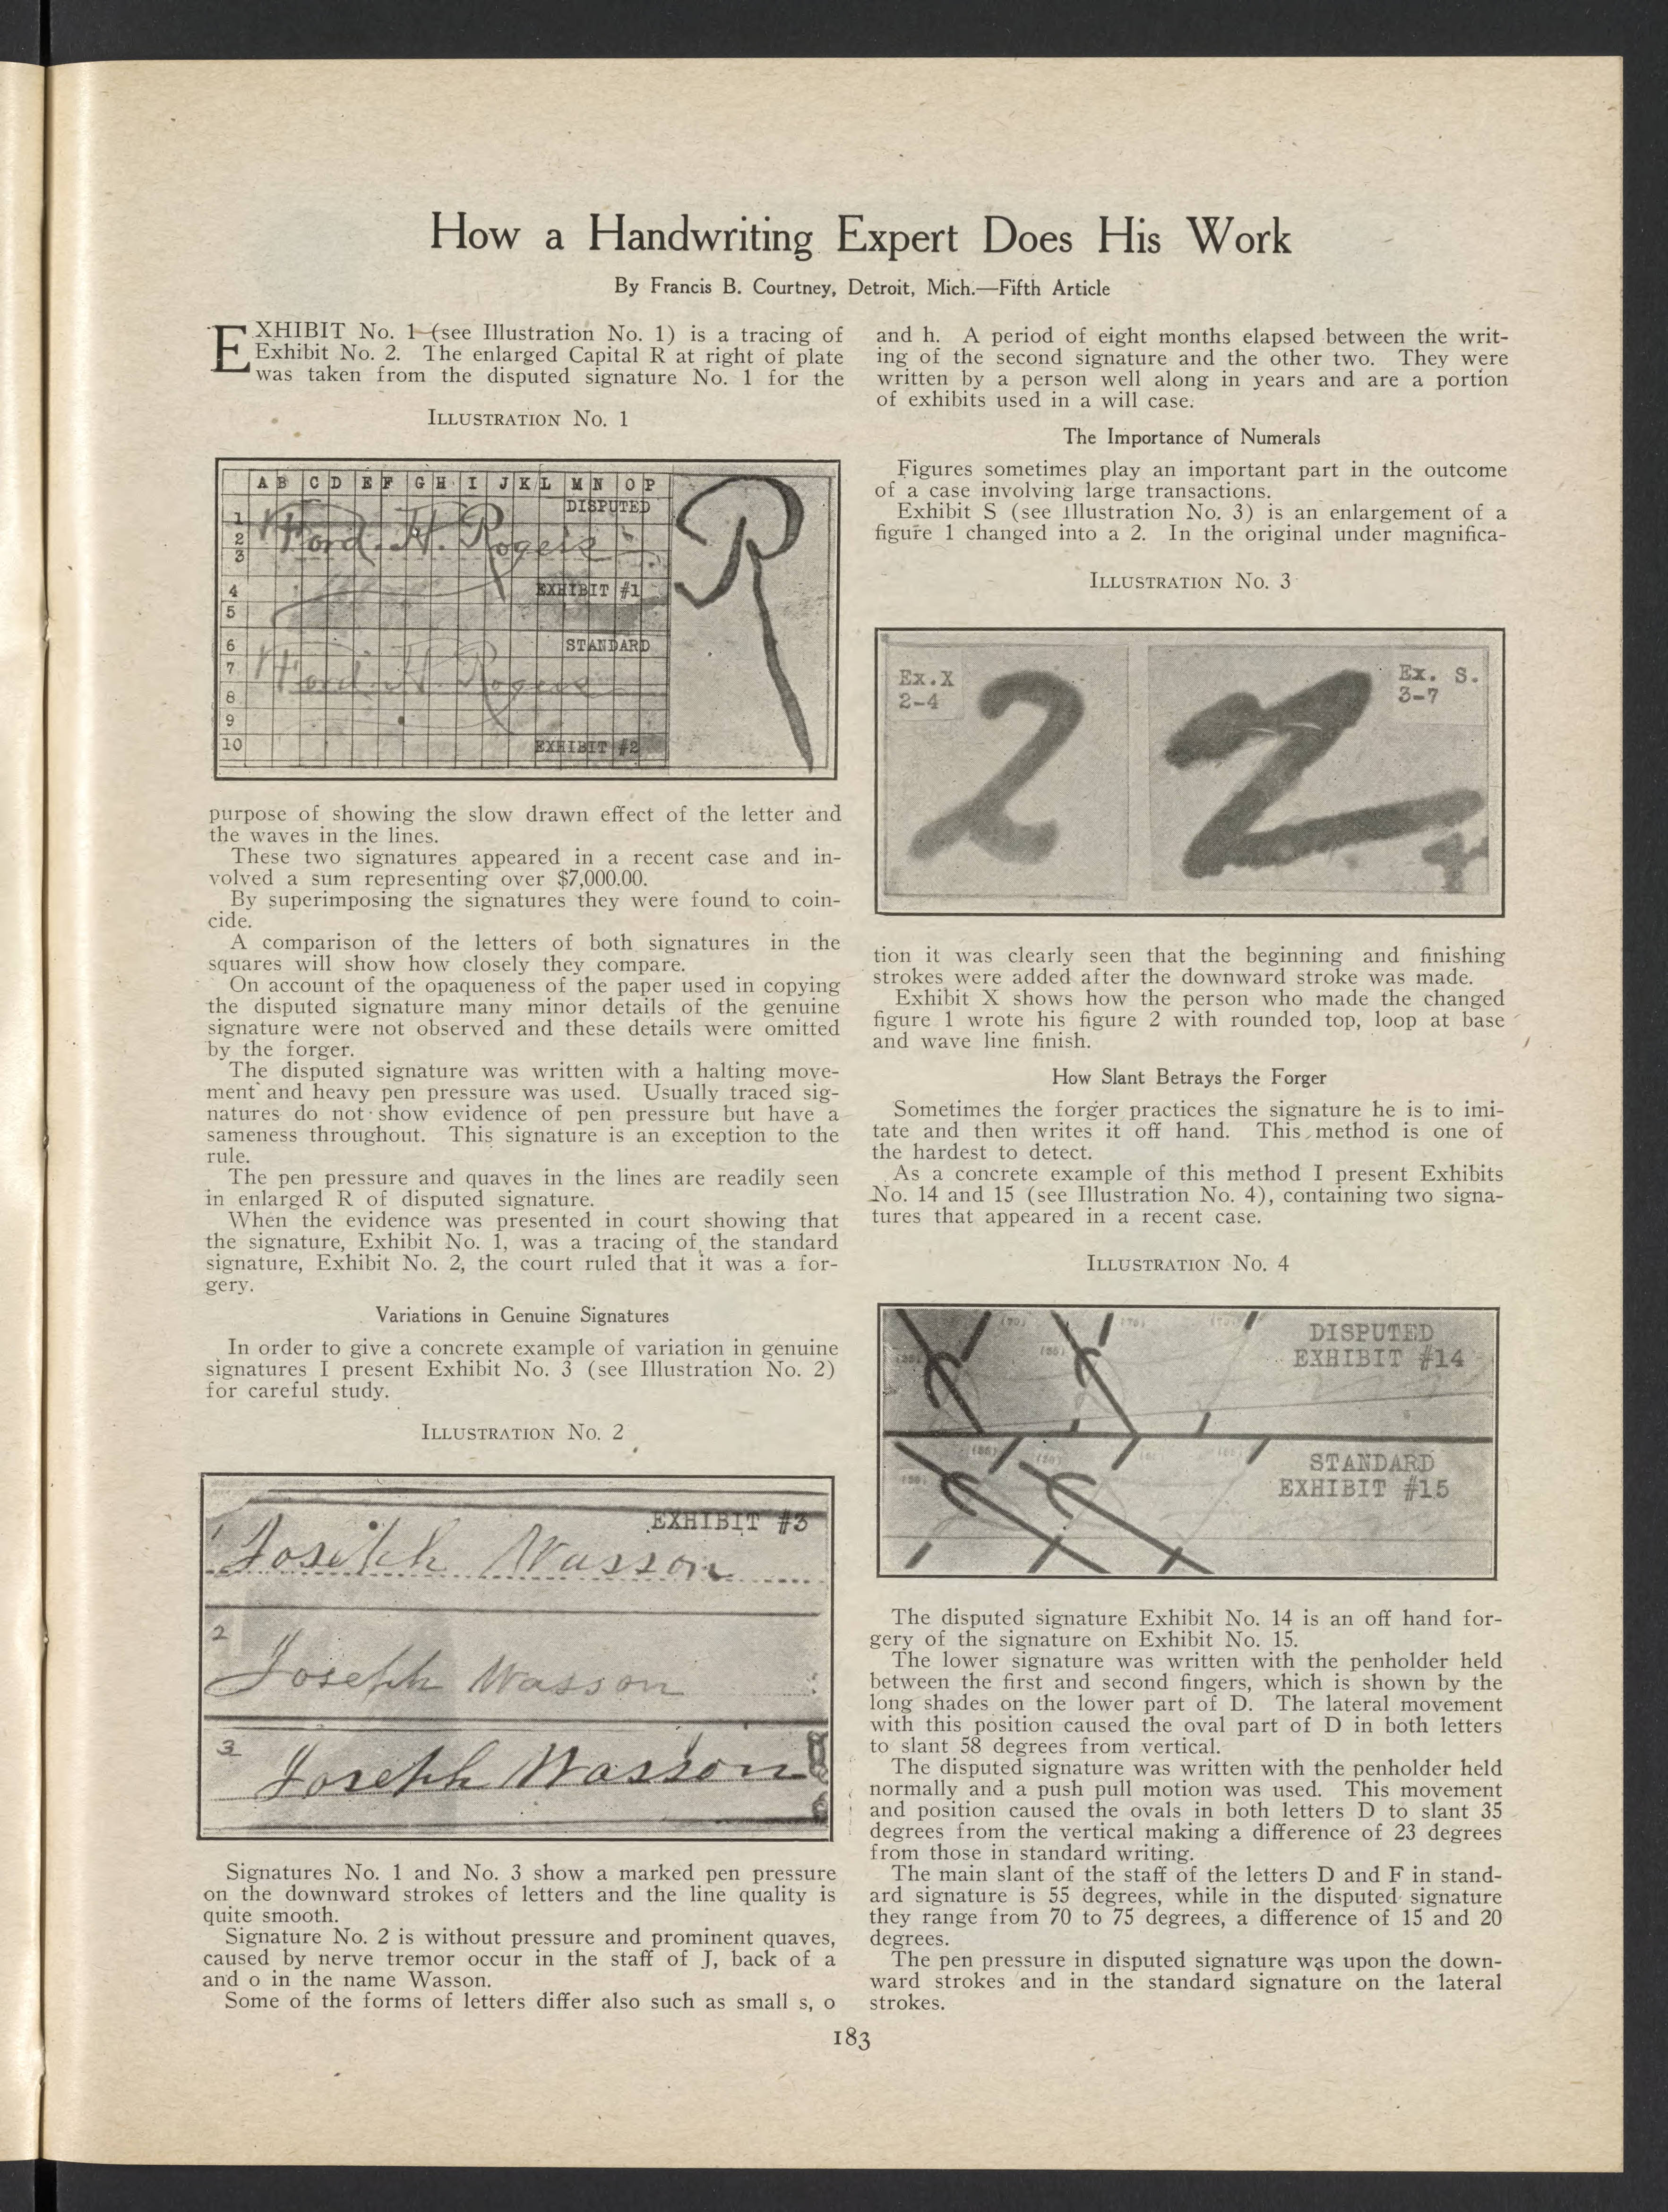 How a Handwriting Expert Does His Work
By Francis B. Courtney, Detroit, Mich.—Fifth Article
EXHIBIT No. 1 (see Illustration No. 1) is a tracing of
Exhibit No. 2. The enlarged Capital R at right of plate
was taken from the disputed signature No. 1 for the
ILLUSTRATION No. 1
A B C D E F G H I J K L M N O P
DISPUTED
1
2
3
Ford. H. Rogers
4
EXHIBIT #1
5
6
STANDARD
7
Ford. H. Rogers
8
9
10
EXHIBIT #2
R
purpose of showing the slow drawn effect of the letter and
the waves in the lines.
These two signatures appeared in a recent case and in-
volved a sum representing over $7,000.00.
By superimposing the signatures they were found to coin-
cide.
A comparison of the letters of both signatures in the
squares will show how closely they compare.
On account of the opaqueness of the paper used in copying
the disputed signature many minor details of the genuine
signature were not observed and these details were omitted
by the forger.
The disputed signature was written with a halting move-
ment and heavy pen pressure was used. Usually traced sig-
natures do not show evidence of pen pressure but have a
sameness throughout. This signature is an exception to the
rule.
The pen pressure and quaves in the lines are readily seen
in enlarged R of disputed signature.
When the evidence was presented in court showing that
the signature, Exhibit No. 1, was a tracing of the standard
signature, Exhibit No. 2, the court ruled that it was a for-
gery.
Variations in Genuine Signatures
In order to give a concrete example of variation in genuine
signatures I present Exhibit No. 3 (see Illustration No. 2)
for careful study.
ILLUSTRATION No. 2
EXHIBIT #3
1 Joseph Wasson
2 Joseph Wasson
3 Joseph Wasson
Signatures No. 1 and No. 3 show a marked pen pressure
on the downward strokes of letters and the line quality is
quite smooth.
Signature No. 2 is without pressure and prominent quaves,
caused by nerve tremor occur in the staff of J, back of a
and o in the name Wasson.
Some of the forms of letters differ also such as small s, o
and h. A period of eight months elapsed between the writ-
ing of the second signature and the other two. They were
written by a person well along in years and are a portion
of exhibits used in a will case.
The Importance of Numerals
Figures sometimes play an important part in the outcome
of a case involving large transactions.
Exhibit S (see Illustration No. 3) is an enlargement of a
figure 1 changed into a 2. In the original under magnifica-
ILLUSTRATION No. 3
Ex.X
2-4
2
Ex. S.
3-7
2
tion it was clearly seen that the beginning and finishing
strokes were added after the downward stroke was made.
Exhibit X shows how the person who made the changed
figure 1 wrote his figure 2 with rounded top, loop at base
and wave line finish.
How Slant Betrays the Forger
Sometimes the forger practices the signature he is to imi-
tate and then writes it off hand. This method is one of
the hardest to detect.
As a concrete example of this method I present Exhibits
No. 14 and 15 (see Illustration No. 4), containing two signa-
tures that appeared in a recent case.
ILLUSTRATION No. 4
DISPUTED
EXHIBIT #14
STANDARD
EXHIBIT #15
The disputed signature Exhibit No. 14 is an off hand for-
gery of the signature on Exhibit No. 15.
The lower signature was written with the penholder held
between the first and second fingers, which is shown by the
long shades on the lower part of D. The lateral movement
with this position caused the oval part of D in both letters
to slant 58 degrees from vertical.
The disputed signature was written with the penholder held
normally and a push pull motion was used. This movement
and position caused the ovals in both letters D to slant 35
degrees from the vertical making a difference of 23 degrees
from those in standard writing.
The main slant of the staff of the letters D and F in stand-
ard signature is 55 degrees, while in the disputed signature
they range from 70 to 75 degrees, a difference of 15 and 20
degrees.
The pen pressure in disputed signature was upon the down-
ward strokes and in the standard signature on the lateral
strokes.
183